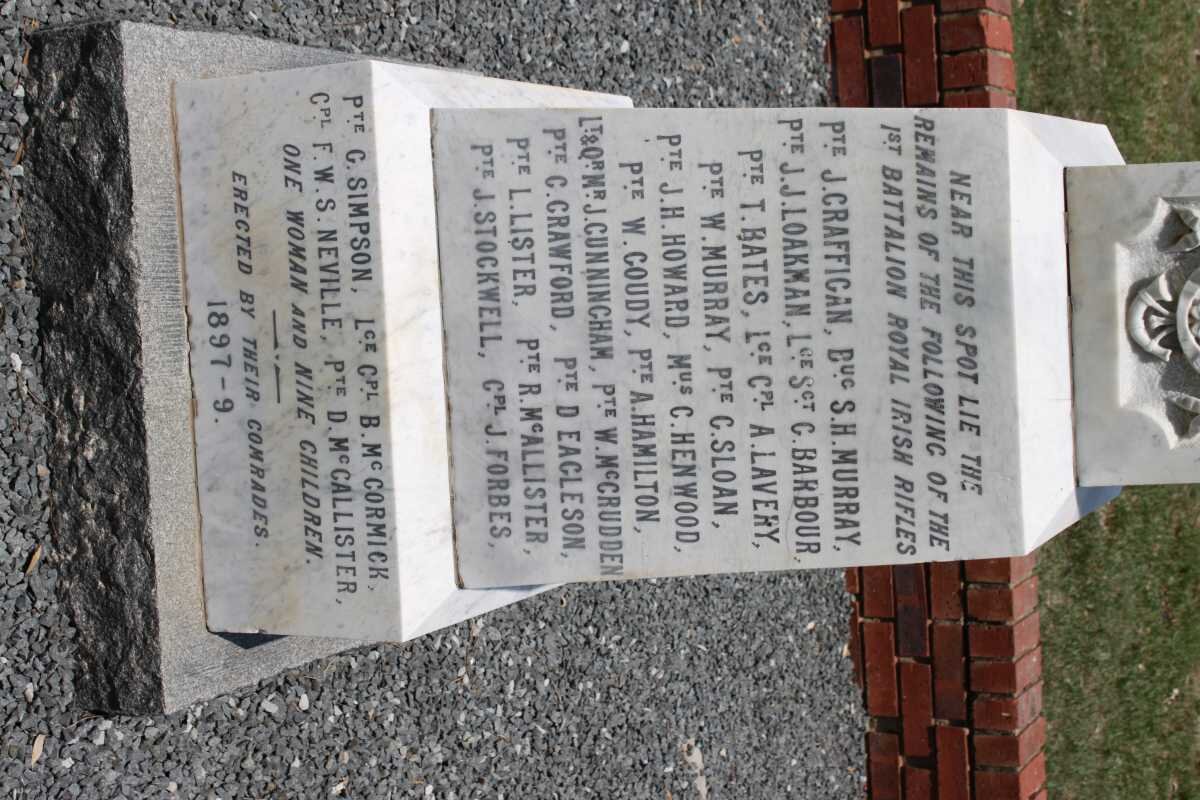 NEAR THIS SPOT LIE THE
REMAINS OF THE FOLLOWING OF THE
1ST BATTALION ROYAL IRISH RIFLES
PTE J.CRAFFIGAN, BUG S.H.MURRAY,
PTE J.J.LOAKMAN, LCE SGT C.BARBOUR,
PTE T.BATES, LCE CPL A.LAVERY,
PTE W.MURRAY, PTE C.SLOAN,
PTE J.H.HOWARD, MUS C.HENWOOD,
PTE W.GOUDY, PTE A.HAMILTON,
LT&QR MR J.CUNNINGHAM, PTE W.MCCRUDDEN
PTE C.CRAWFORD, PTE D EAGLESON,
PTE L.LISTER, PTE R.MCALLISTER,
PTE J.STOCKWELL, CPL J.FORBES,
PTE C.SIMPSON, LCE CPL B.MCCORMICK,
CPL F.W.S.NEVILLE, PTE D.MCCALLISTER,
ONE WOMAN AND NINE CHILDREN.
ERECTED BY THEIR COMRADES.
1897-9.